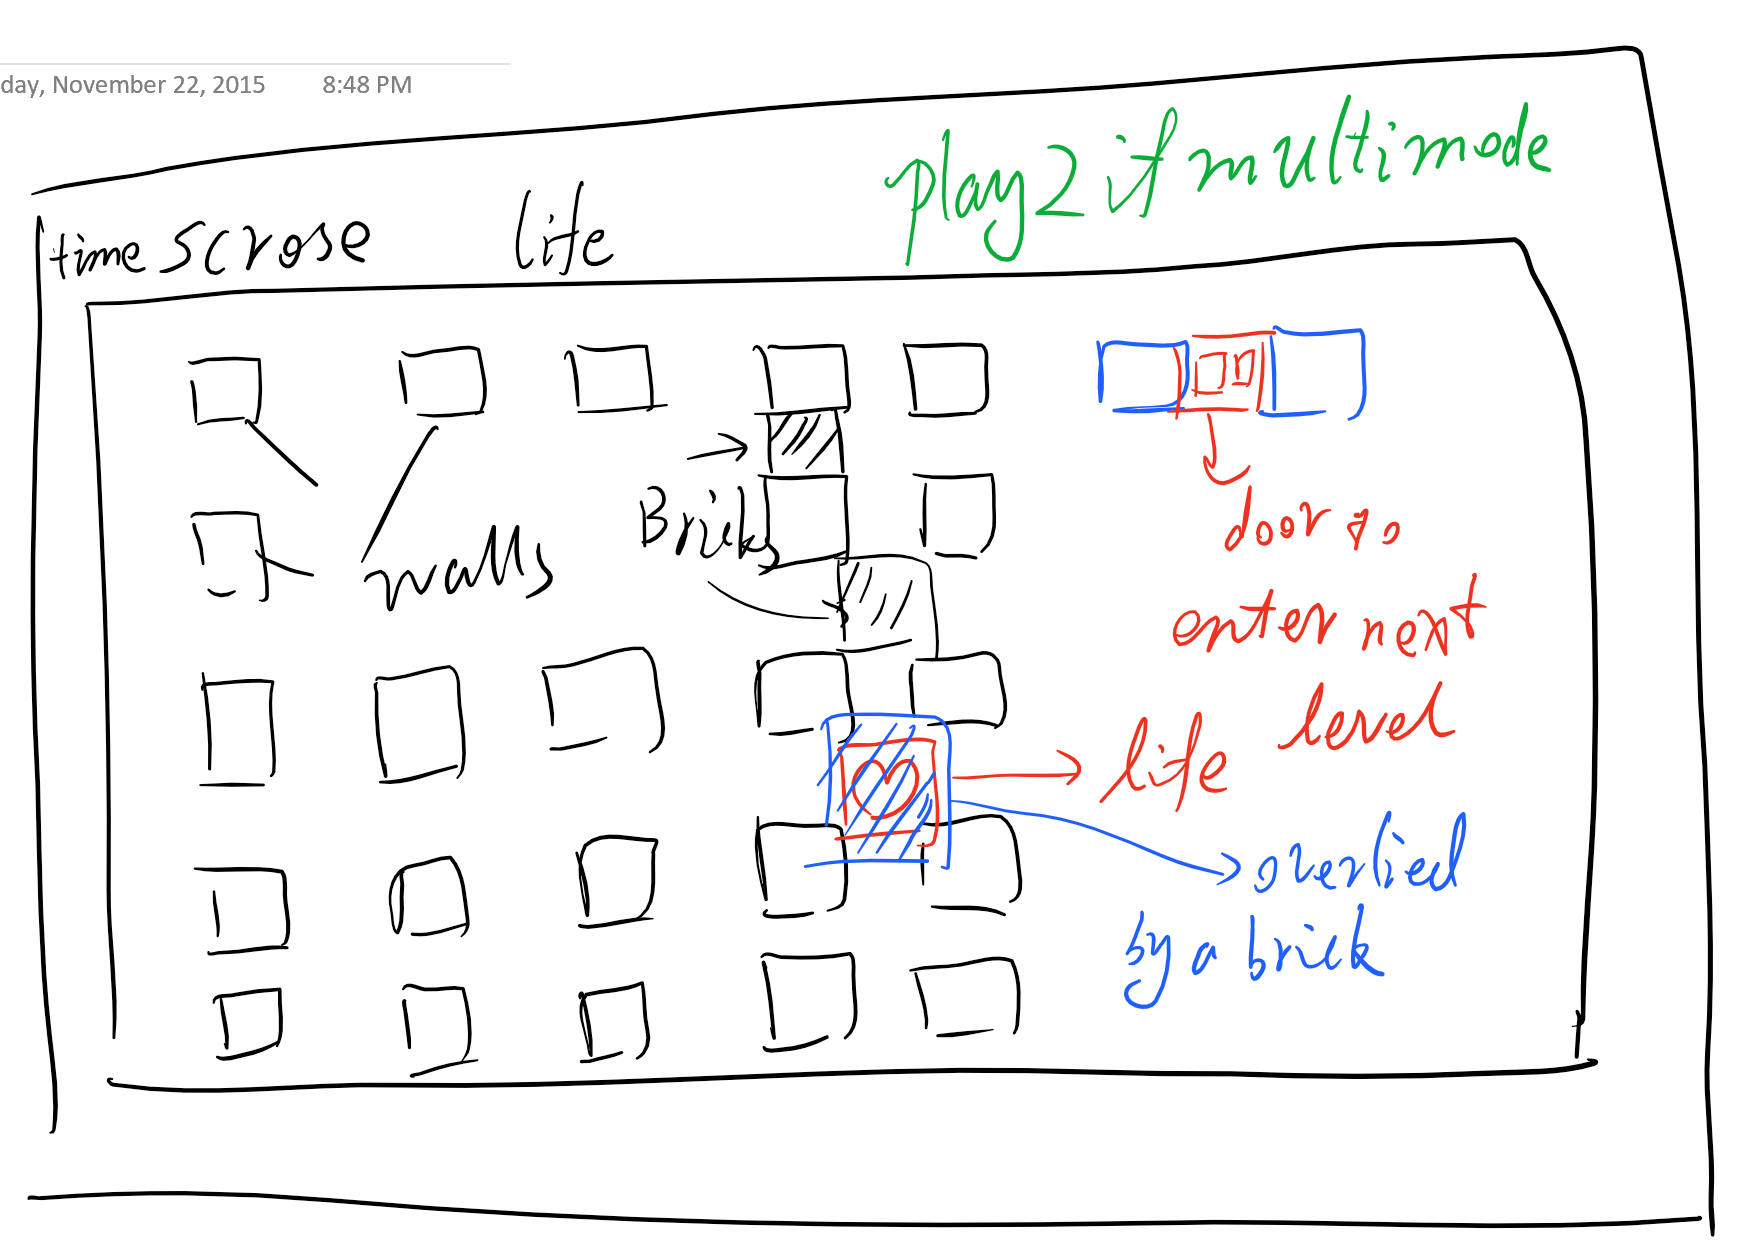 day, November 22, 2015 8:48 PM
play2 if multimode
time scrose life
Bricks
walls
door to
enter next
level
life
overlied
by a brick